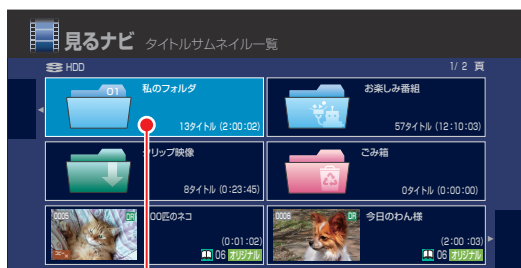 見るナビ タイトルサムネイル一覧
HDD 1/ 2 頁
01 私のフォルダ
13タイトル (2:00:02)
お楽しみ番組
57タイトル (12:10:03)
クリップ映像
8タイトル (0:23:45)
ごみ箱
0タイトル (0:00:00)
0005 DR 00匹のネコ
(0:01:02)
06 オリジナル
0006 DR 今日のわん様
(2:00 :03)
06 オリジナル